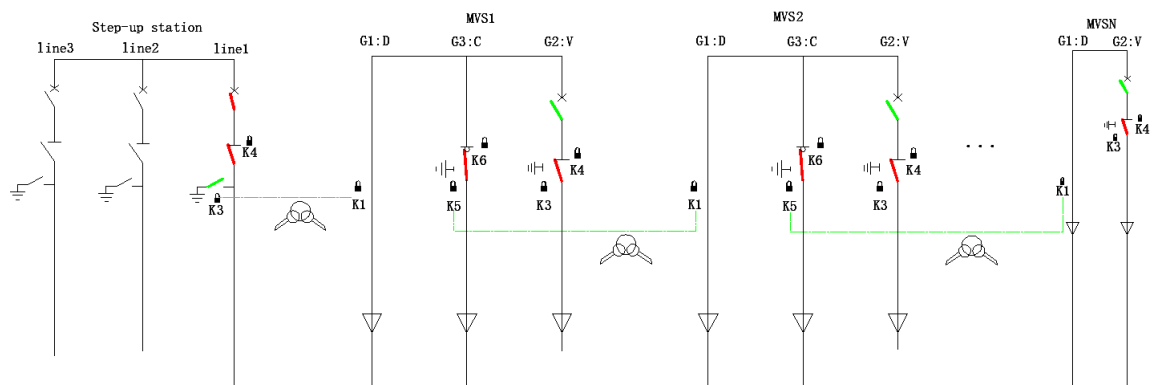 Step-up station
line3 line2 line1
MVS1
G1:D G3:C G2:V
MVS2
G1:D G3:C G2:V
MVSN
G1:D G2:V
K4
K3
K1
K6
K5
K4
K3
K1
K6
K5
K4
K3
...
K1
K4
K3